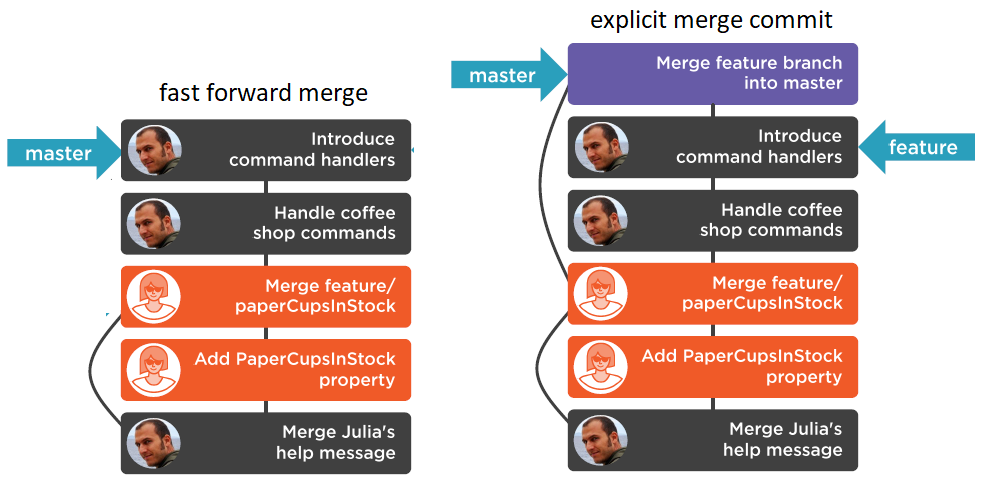 fast forward merge
master
Introduce
command handlers
Handle coffee
shop commands
Merge feature/
paperCupsInStock
Add PaperCupsInStock
property
Merge Julia's
help message
explicit merge commit
master
Merge feature branch
into master
Introduce
command handlers
feature
Handle coffee
shop commands
Merge feature/
paperCupsInStock
Add PaperCupsInStock
property
Merge Julia's
help message